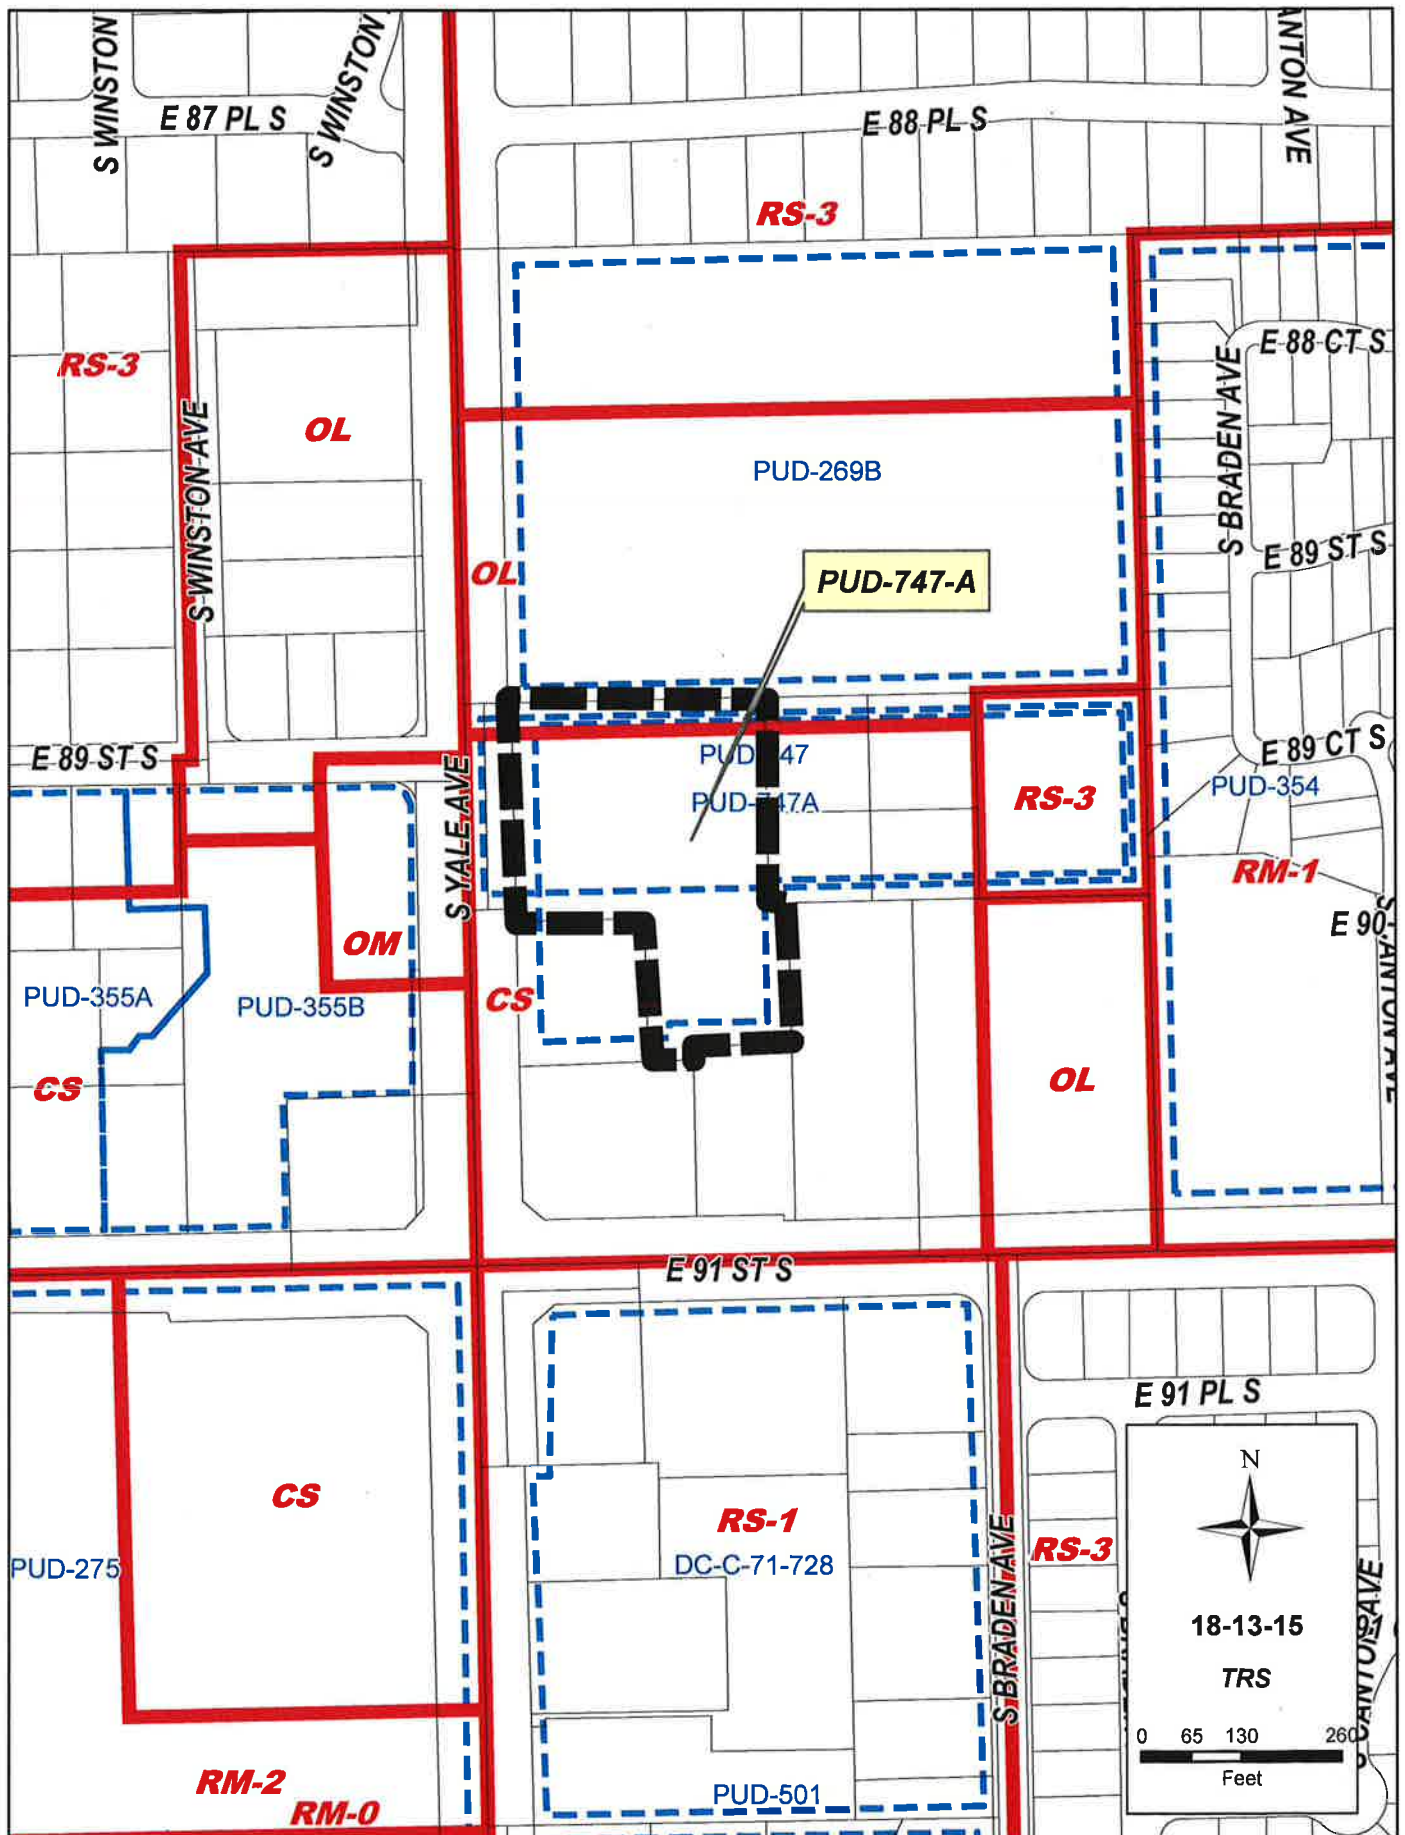 S WINSTON
S WINSTON
E 87 PL S
E 88 PL S
ANTON AVE
RS-3
RS-3
OL
S WINSTON AVE
PUD-269B
E 88 CT S
S BRADEN AVE
E 89 ST S
OL
PUD-747-A
E 89 ST S
S YALE AVE
PUD-747A
RS-3
E 89 CT S
PUD-354
RM-1
E 90
OM
PUD-355A
PUD-355B
CS
CS
OL
E 91 ST S
E 91 PL S
CS
PUD-275
RS-1
DC-C-71-728
S BRADEN AVE
RS-3
N
18-13-15
TRS
0 65 130 260
Feet
RM-2
RM-0
PUD-501